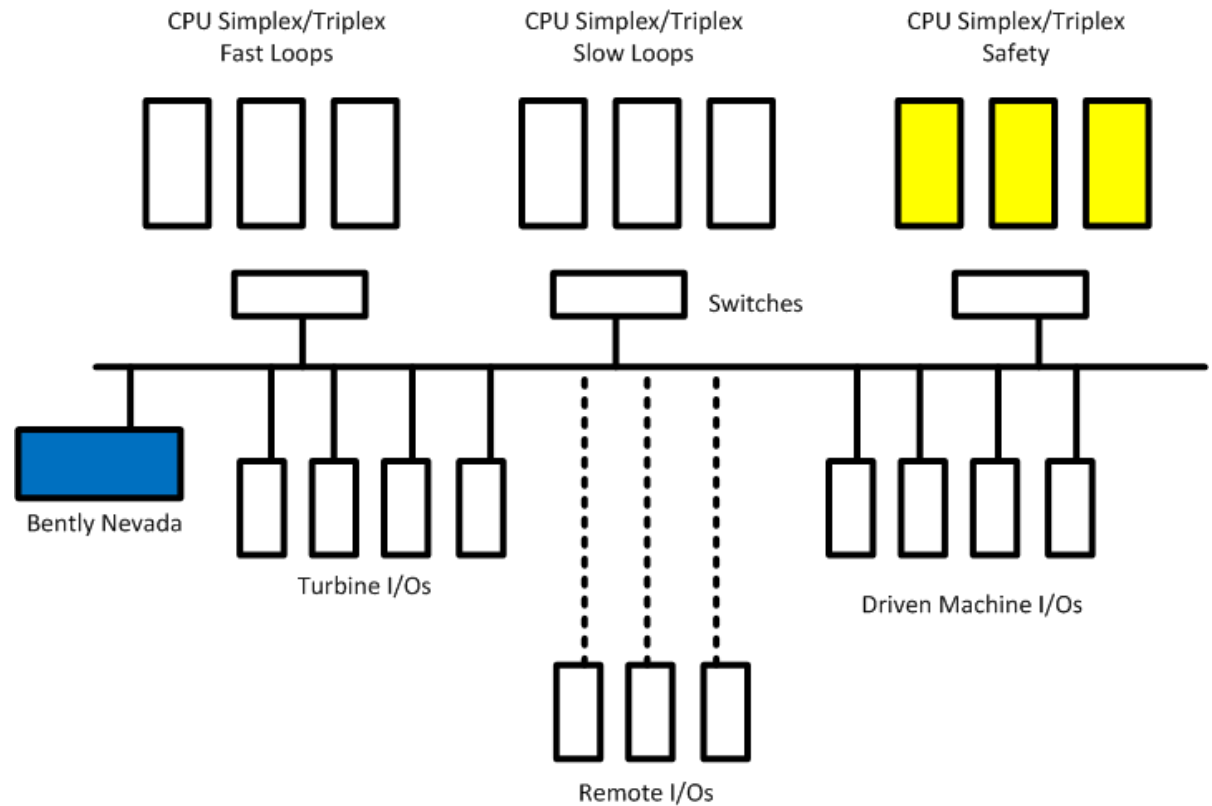 CPU Simplex/Triplex
Fast Loops
CPU Simplex/Triplex
Slow Loops
CPU Simplex/Triplex
Safety
Switches
Bently Nevada
Turbine I/Os
Driven Machine I/Os
Remote I/Os